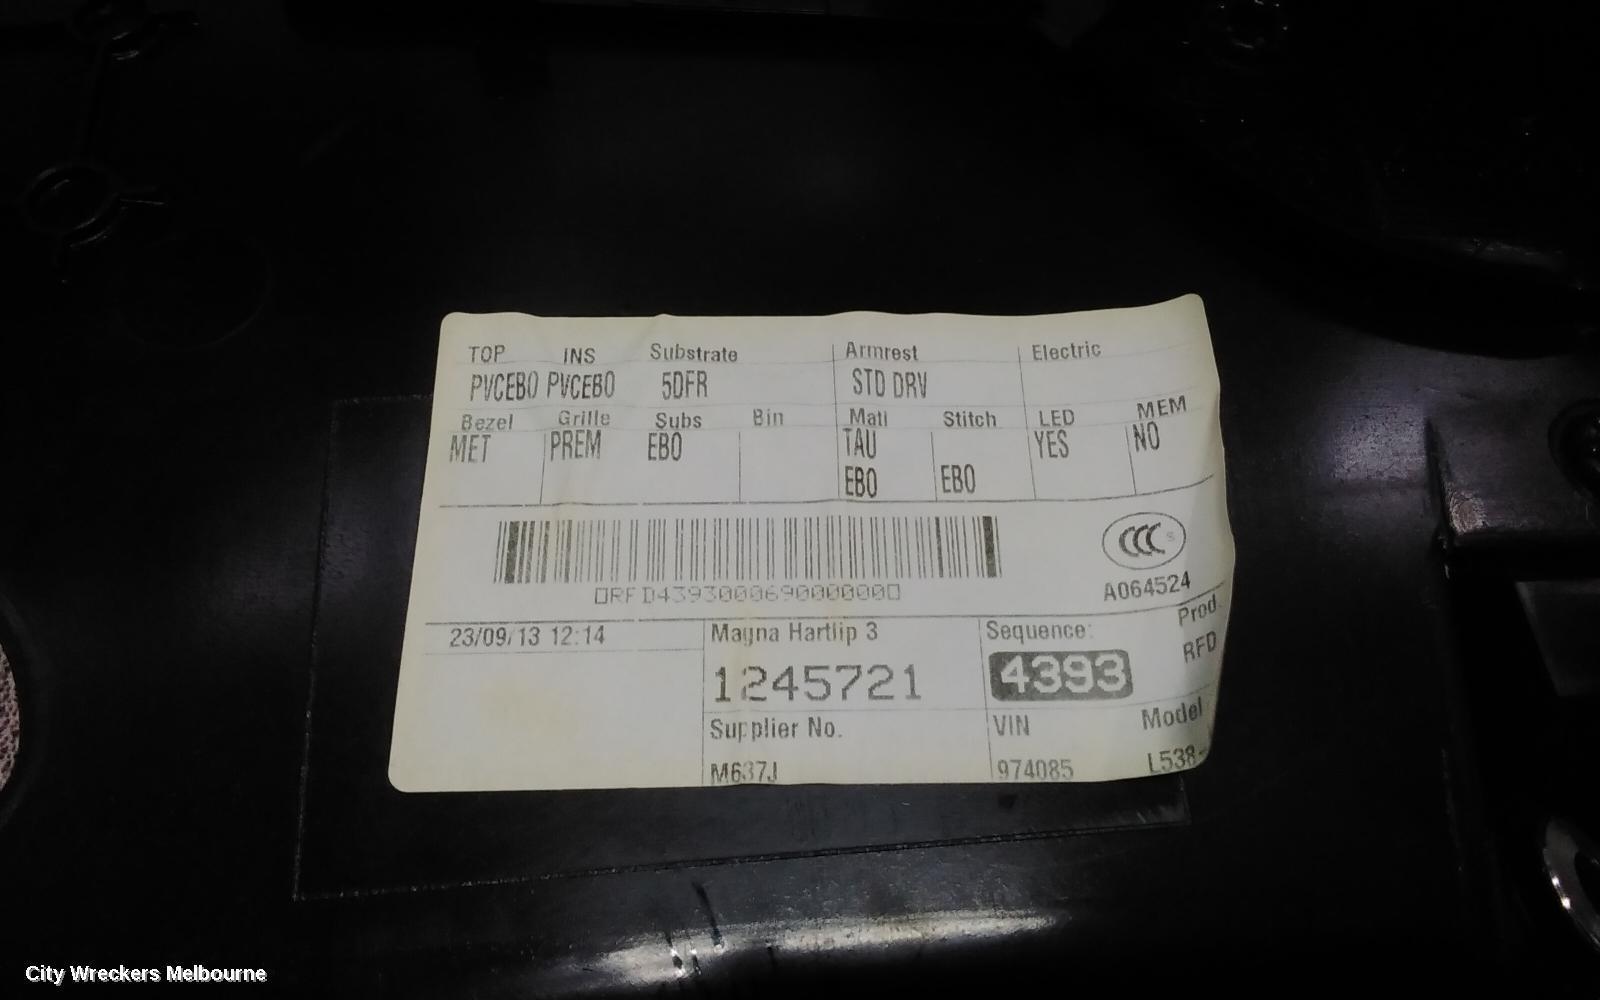 TOP INS Substrate Armrest Electric
PVCEBO PVCEBO 5DFR STD DRV
Bezel Grille Subs Bin Matl Stitch LED MEM
MET PREM EBO TAU YES NO
EBO EBO
CCC S
▯RFD4393000690000000▯
A064524
23/09/13 12:14 Magna Hartlip 3 Sequence: Prod.
1245721 4393 RFD
Supplier No. VIN Model
M637J 974085 L538-
City Wreckers Melbourne